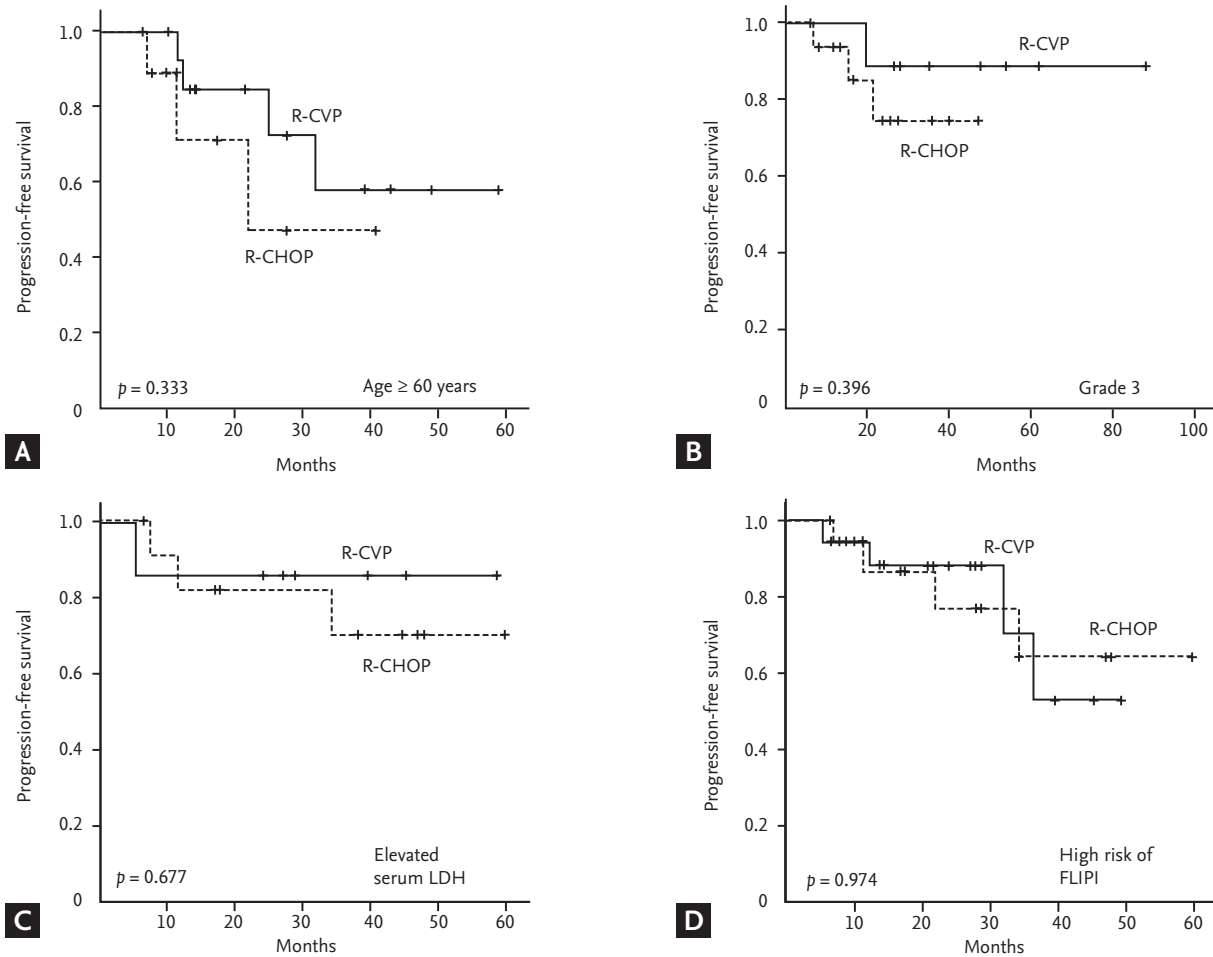 1.0
0.8
0.6
0.4
0.2
0
Progression-free survival
R-CVP
R-CHOP
p = 0.333
Age ≥ 60 years
10 20 30 40 50 60
Months
A
1.0
0.8
0.6
0.4
0.2
0
Progression-free survival
R-CVP
R-CHOP
p = 0.396
Grade 3
20 40 60 80 100
Months
B
1.0
0.8
0.6
0.4
0.2
0
Progression-free survival
R-CVP
R-CHOP
Elevated
serum LDH
p = 0.677
10 20 30 40 50 60
Months
C
1.0
0.8
0.6
0.4
0.2
0
Progression-free survival
R-CVP
R-CHOP
High risk of
FLIPI
p = 0.974
10 20 30 40 50 60
Months
D